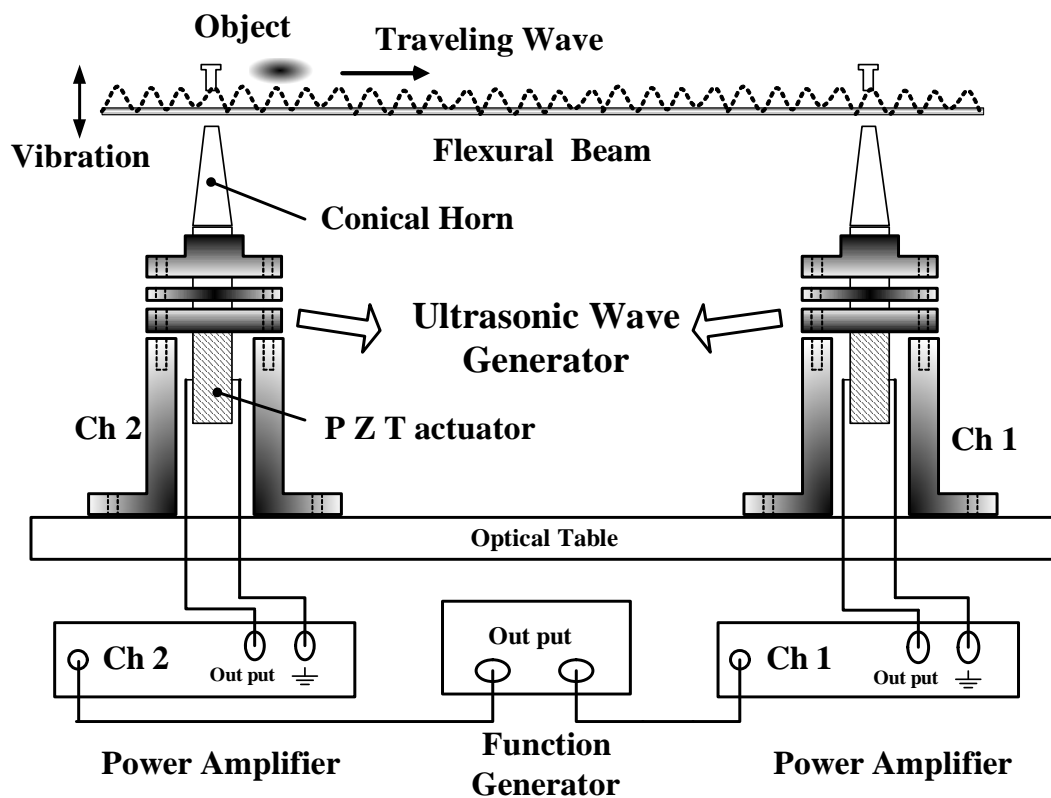 Object
Traveling Wave
Vibration
Flexural Beam
Conical Horn
Ultrasonic Wave
Generator
Ch 2
P Z T actuator
Ch 1
Optical Table
Ch 2
Out put
Out put
Ch 1
Out put
Power Amplifier
Function
Generator
Power Amplifier